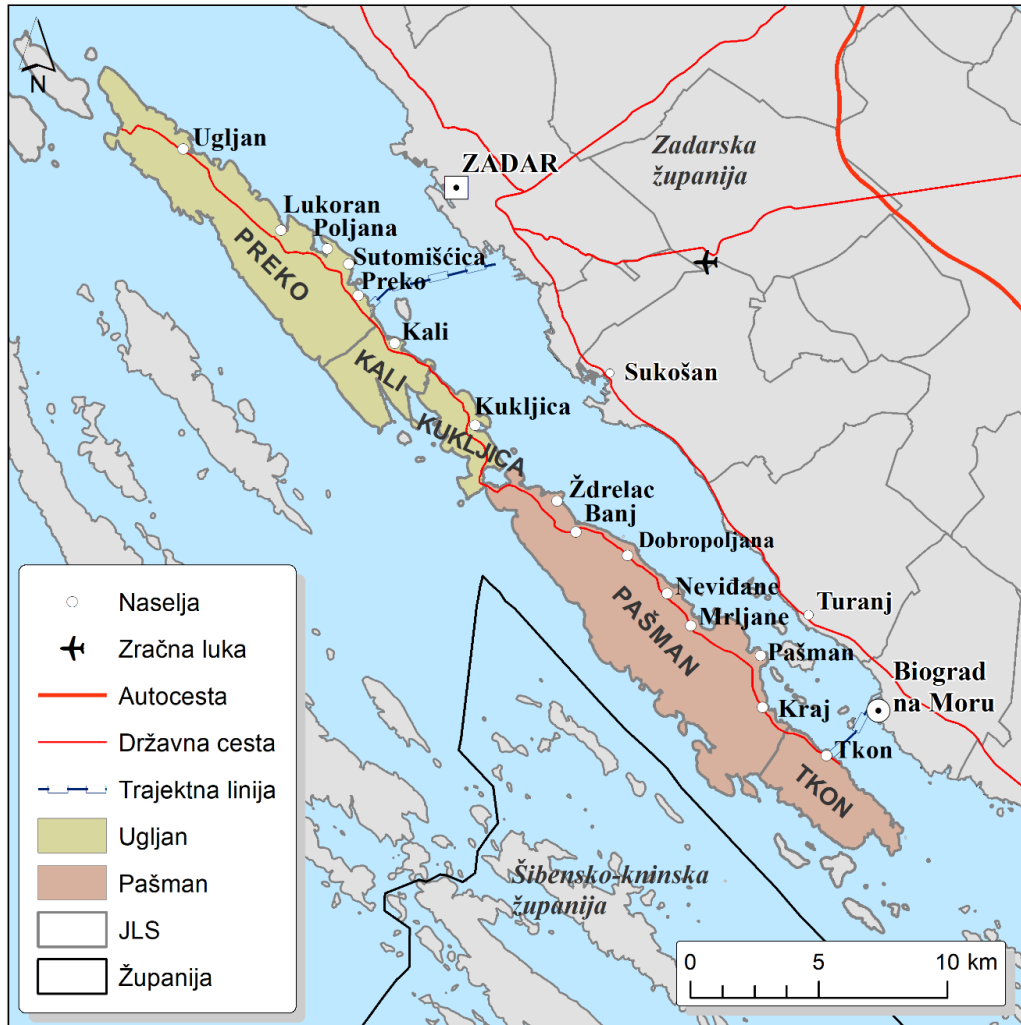 N
Ugljan
ZADAR
Zadarska
županija
Lukoran
Poljana
Sutomišćica
Preko
PREKO
Kali
KALI
Sukošan
Kukljica
KUKLJICA
Ždrelac
Banj
Dobropoljana
Neviđane
Mrljane
PAŠMAN
Turanj
Pašman
Biograd
na Moru
Kraj
Tkon
TKON
Šibensko-kninska
županija
Naselja
Zračna luka
Autocesta
Državna cesta
Trajektna linija
Ugljan
Pašman
JLS
Županija
0 5 10 km